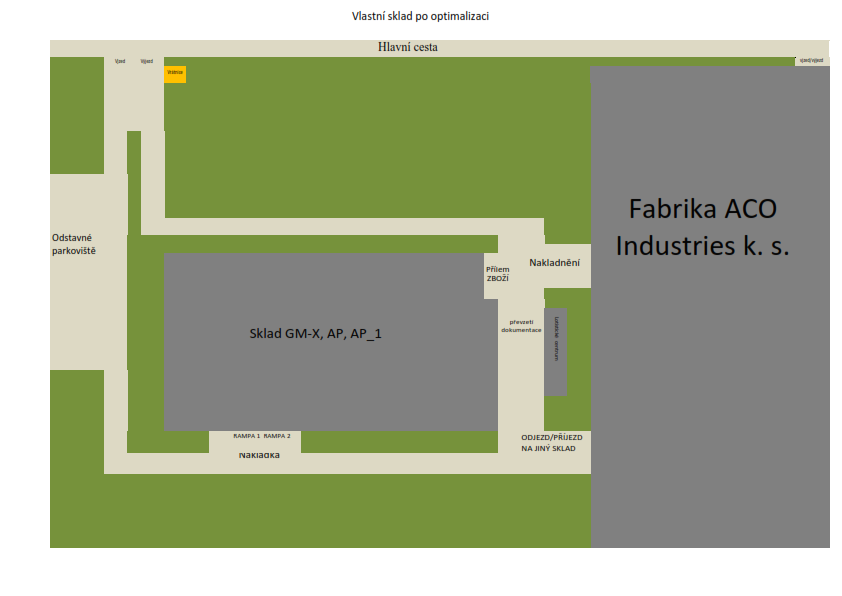 Vlastní sklad po optimalizaci
Hlavní cesta
Vjezd
Výjezd
Vrátnice
vjezd/výjezd
Fabrika ACO
Industries k. s.
Odstavné
parkoviště
Nakladnění
Příjem
ZBOŽÍ
převzetí
dokumentace
Sklad GM-X, AP, AP_1
RAMPA 1 RAMPA 2
Nakládka
ODJEZD/PŘÍJEZD
NA JINÝ SKLAD